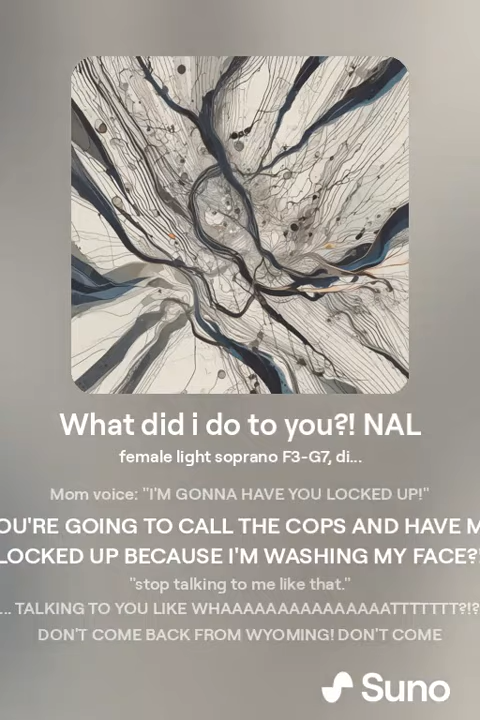 What did i do to you?! NAL
female light soprano F3-G7, di...
Mom voice: "I'M GONNA HAVE YOU LOCKED UP!"
OU'RE GOING TO CALL THE COPS AND HAVE M
LOCKED UP BECAUSE I'M WASHING MY FACE?!
"stop talking to me like that."
... TALKING TO YOU LIKE WHAAAAAAAAAAAAAAATTTTTTT?!?
DON'T COME BACK FROM WYOMING! DON'T COME
Suno